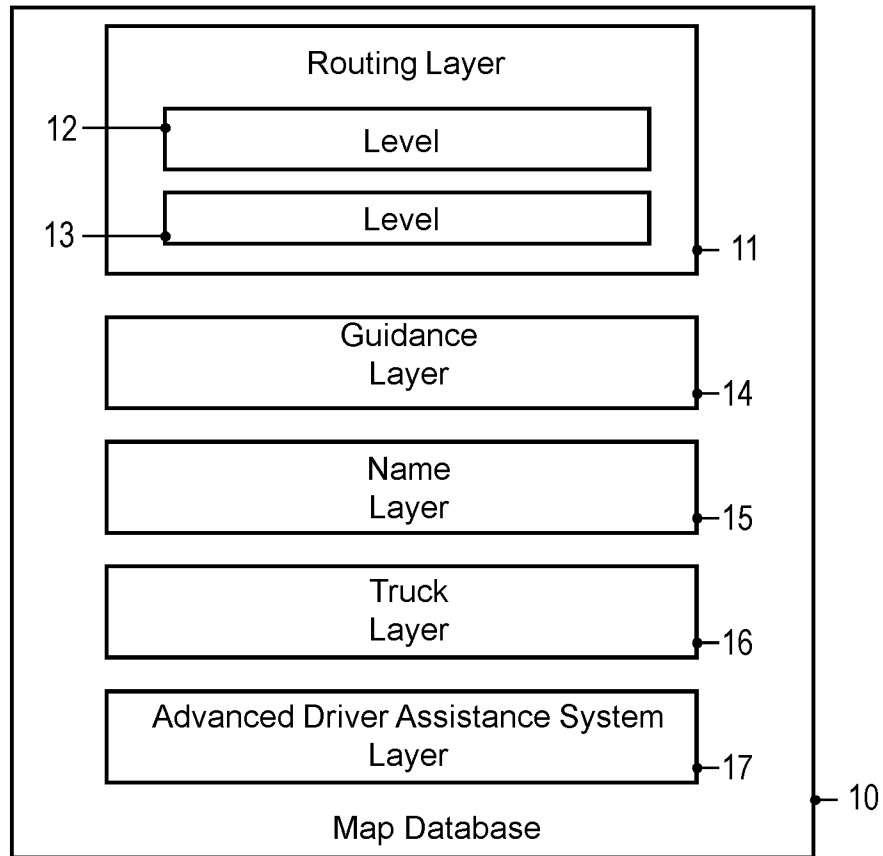 Routing Layer
12
Level
13
Level
11
Guidance
Layer
14
Name
Layer
15
Truck
Layer
16
Advanced Driver Assistance System
Layer
17
10
Map Database